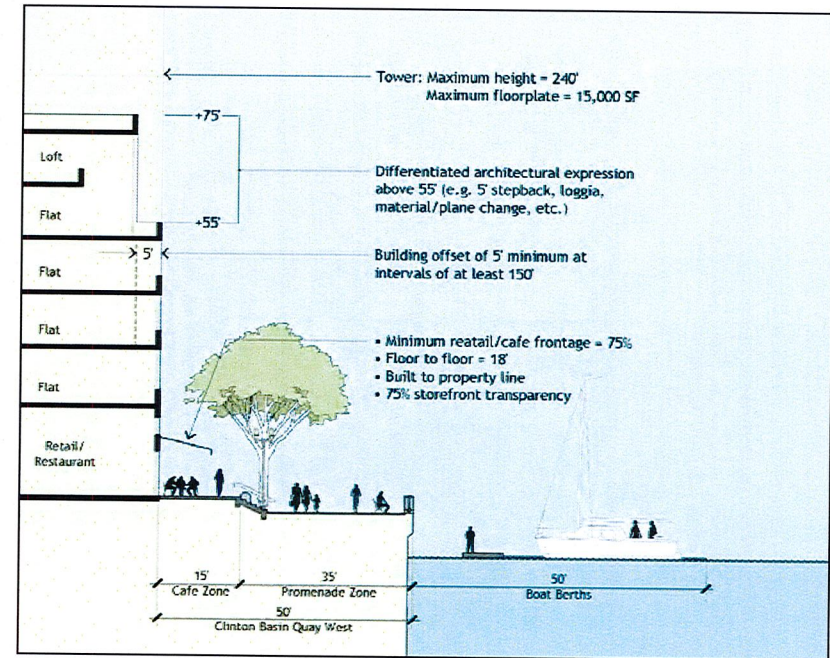 Tower: Maximum height = 240'
Maximum floorplate = 15,000 SF
+75'
Loft
Differentiated architectural expression
above 55' (e.g. 5' stepback, loggia,
material/plane change, etc.)
Flat
+55'
5'
Building offset of 5' minimum at
intervals of at least 150'
Flat
Flat
• Minimum reatail/cafe frontage = 75%
• Floor to floor = 18'
• Built to property line
• 75% storefront transparency
Flat
Retail/
Restaurant
15'
Cafe Zone
35'
Promenade Zone
50'
Boat Berths
50'
Clinton Basin Quay West